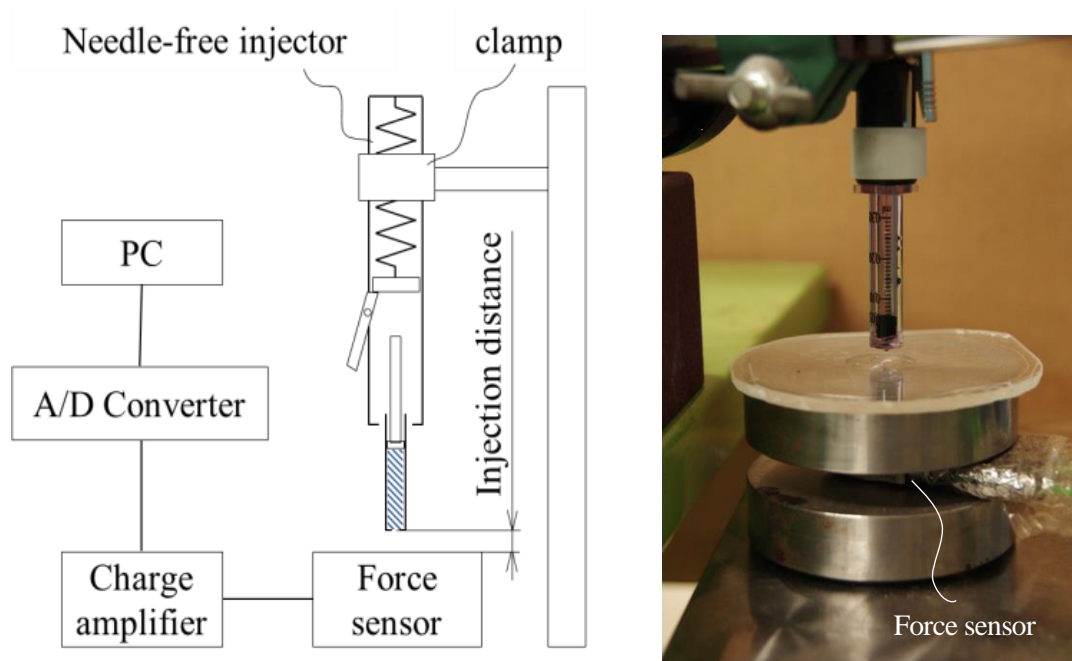 Needle-free injector
clamp
PC
A/D Converter
Injection distance
Charge
amplifier
Force
sensor
Force sensor